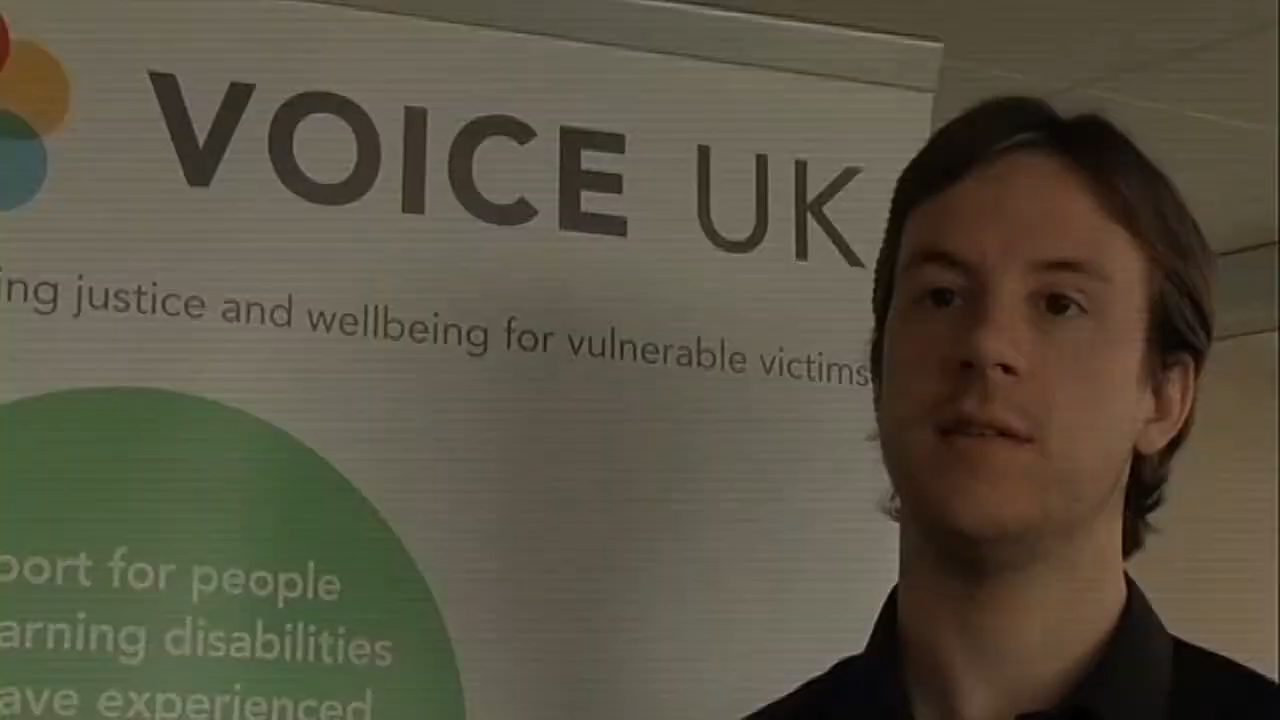 VOICE UK
ing justice and wellbeing for vulnerable victims
port for people
arning disabilities
ave experienced